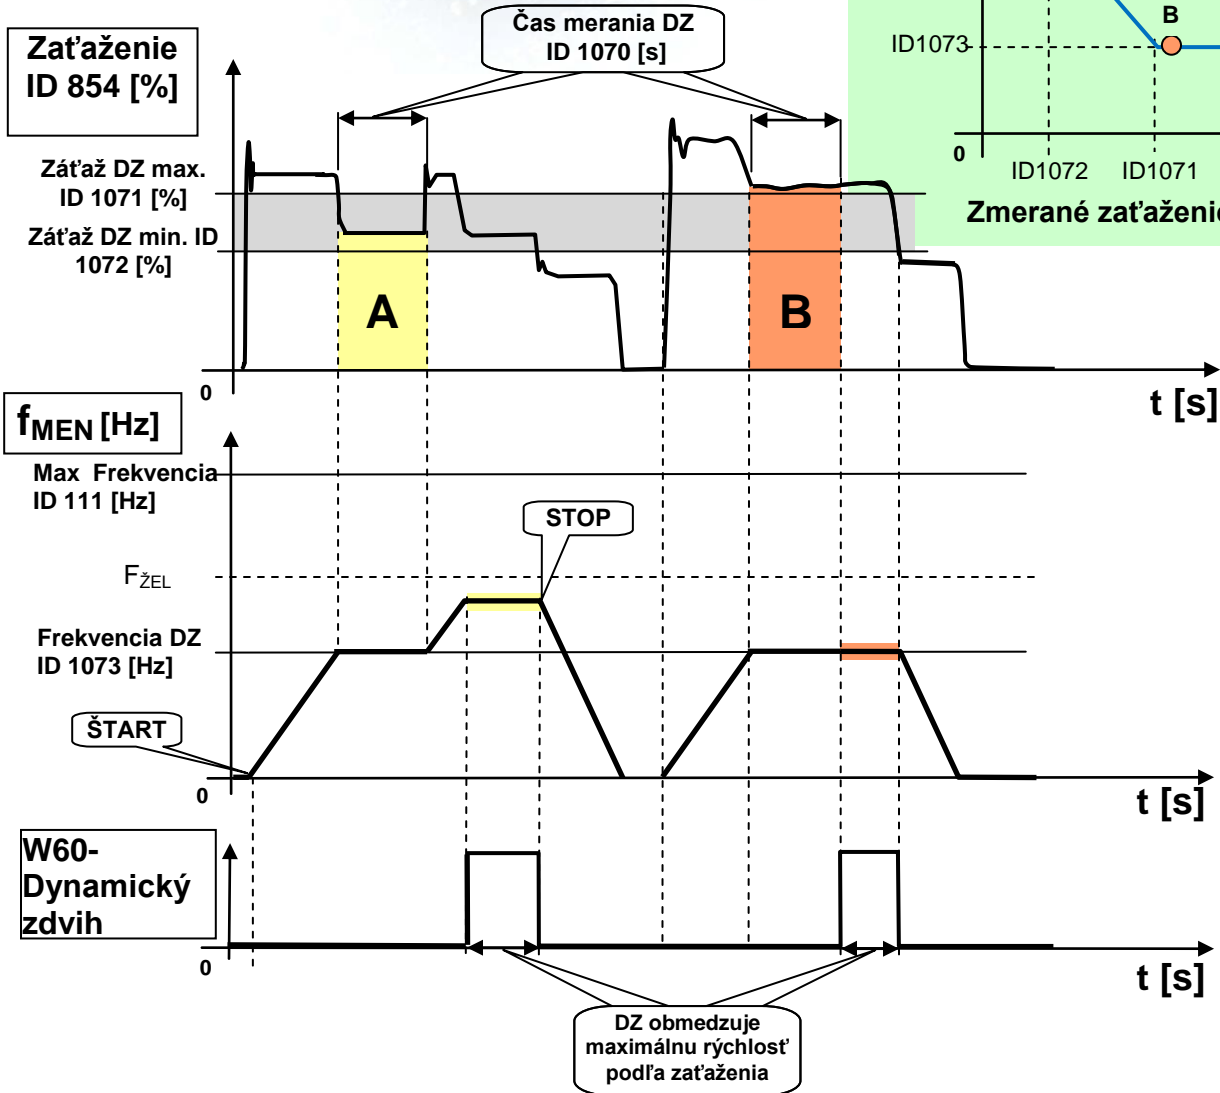 Zaťaženie
ID 854 [%]
Čas merania DZ
ID 1070 [s]
B
ID1073
0
ID1072
ID1071
Záťaž DZ max.
ID 1071 [%]
Záťaž DZ min. ID
1072 [%]
A
B
0
t [s]
fMEN [Hz]
Max Frekvencia
ID 111 [Hz]
STOP
FŽEL
Frekvencia DZ
ID 1073 [Hz]
ŠTART
0
t [s]
W60-
Dynamický
zdvih
0
t [s]
DZ obmedzuje
maximálnu rýchlosť
podľa zaťaženia
Zmerané zaťaženie